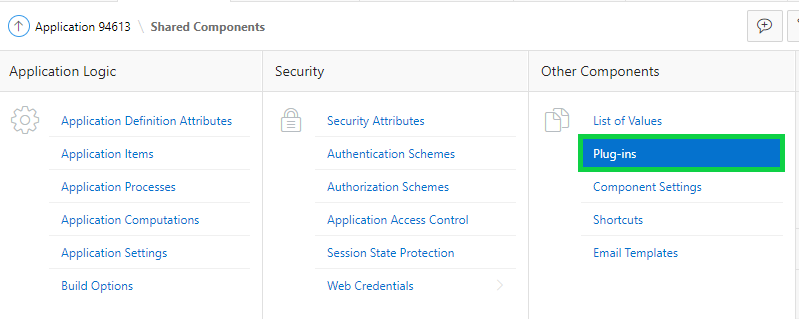 Application 94613 \ Shared Components
Application Logic
Application Definition Attributes
Application Items
Application Processes
Application Computations
Application Settings
Build Options
Security
Security Attributes
Authentication Schemes
Authorization Schemes
Application Access Control
Session State Protection
Web Credentials
Other Components
List of Values
Plug-ins
Component Settings
Shortcuts
Email Templates